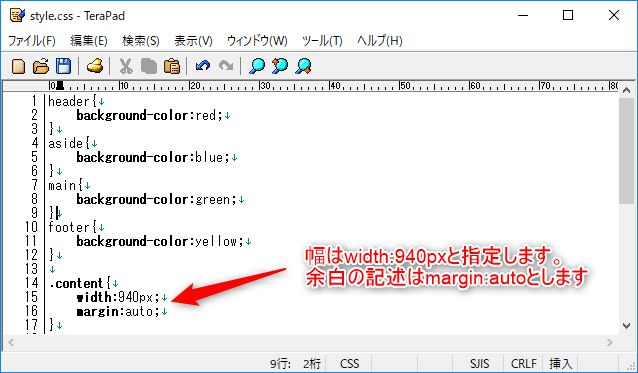 style.css - TeraPad
ファイル(F) 編集(E) 検索(S) 表示(V) ウィンドウ(W) ツール(T) ヘルプ(H)
0 10 20 30 40 50 60 70 80
1 header{↓
2 background-color:red;↓
3 }↓
4 aside{↓
5 background-color:blue;↓
6 }↓
7 main{↓
8 background-color:green;↓
9 }↓
10 footer{↓
11 background-color:yellow;↓
12 }↓
13 ↓
14 .content{↓
15 width:940px;↓
16 margin:auto;↓
17 }↓
幅はwidth:940pxと指定します。
余白の記述はmargin:autoとします
9行: 2桁 CSS SJIS CRLF 挿入